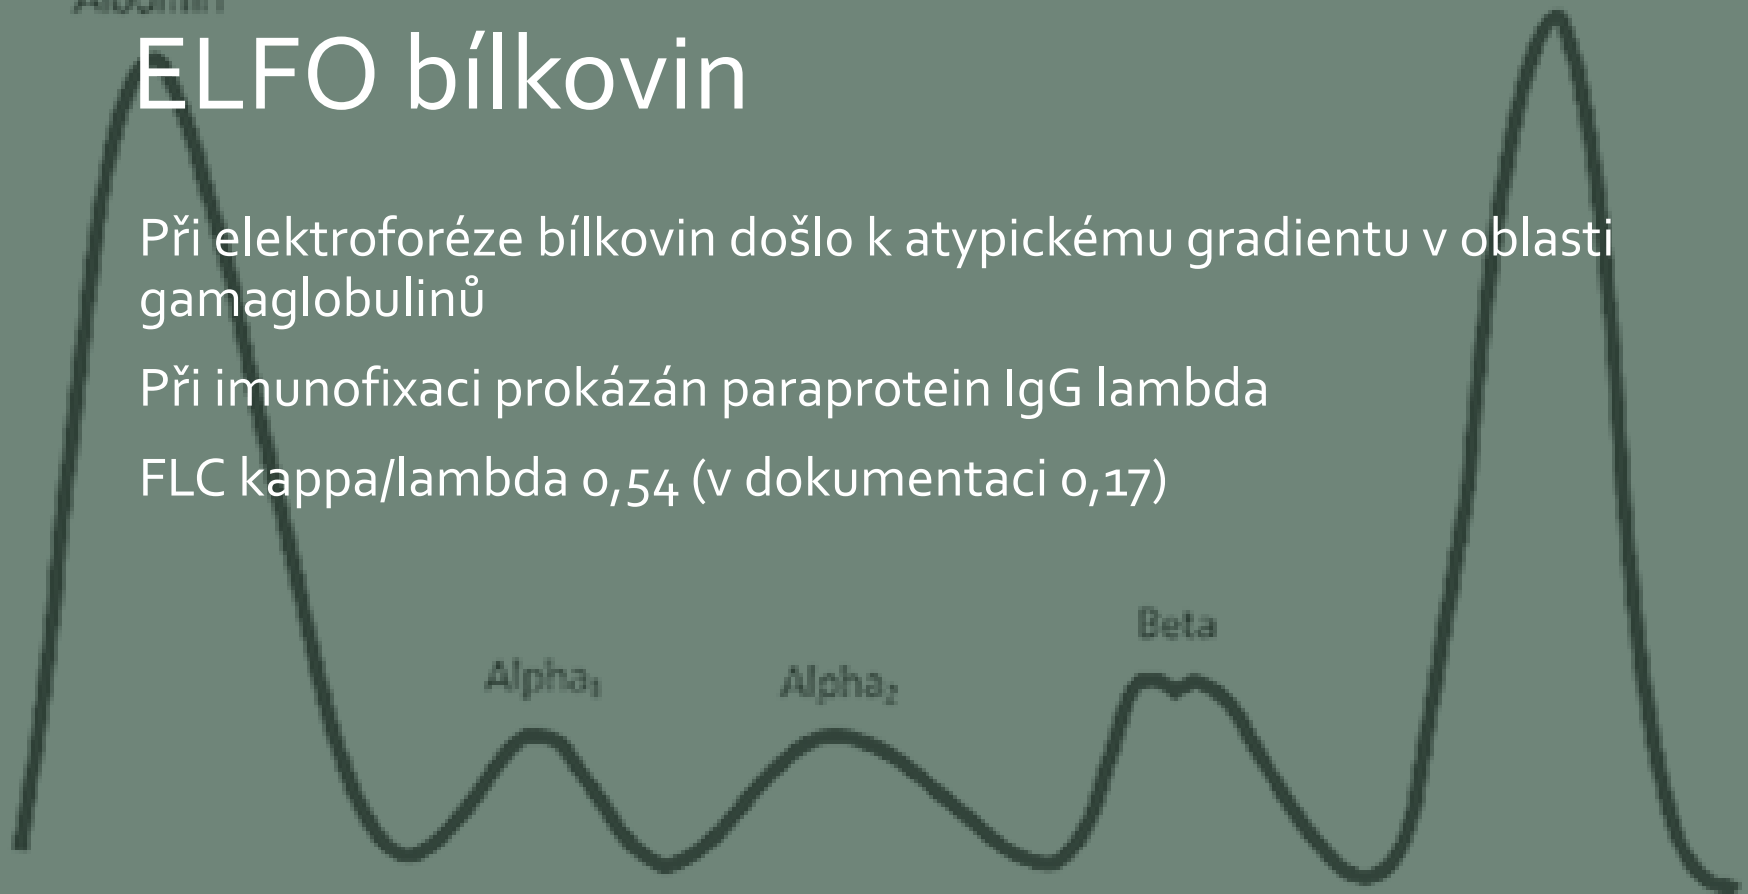 Albumin
ELFO bílkovin
Při elektroforéze bílkovin došlo k atypickému gradientu v oblasti
gamaglobulinů
Při imunofixaci prokázán paraprotein IgG lambda
FLC kappa/lambda 0,54 (v dokumentaci 0,17)
Beta
Alpha₁
Alpha₂